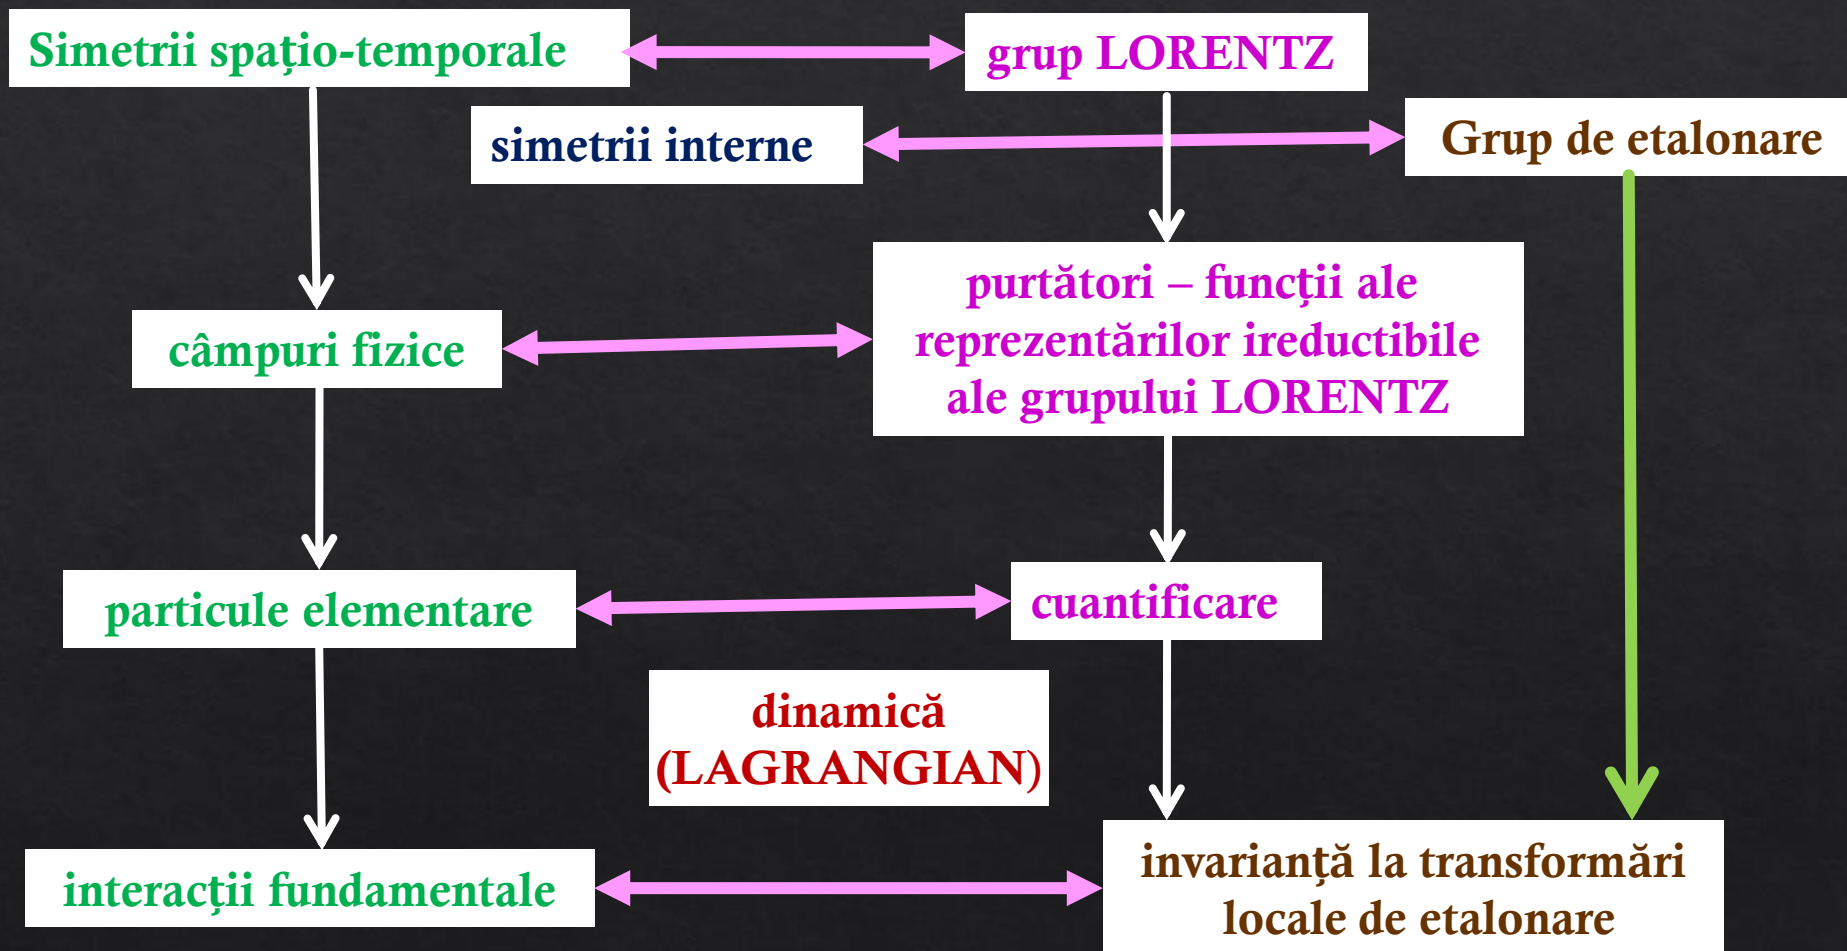 Simetrii spațio-temporale
grup LORENTZ
simetrii interne
Grup de etalonare
purtători – funcții ale
reprezentărilor ireductibile
ale grupului LORENTZ
câmpuri fizice
particule elementare
cuantificare
dinamică
(LAGRANGIAN)
interacții fundamentale
invarianță la transformări
locale de etalonare